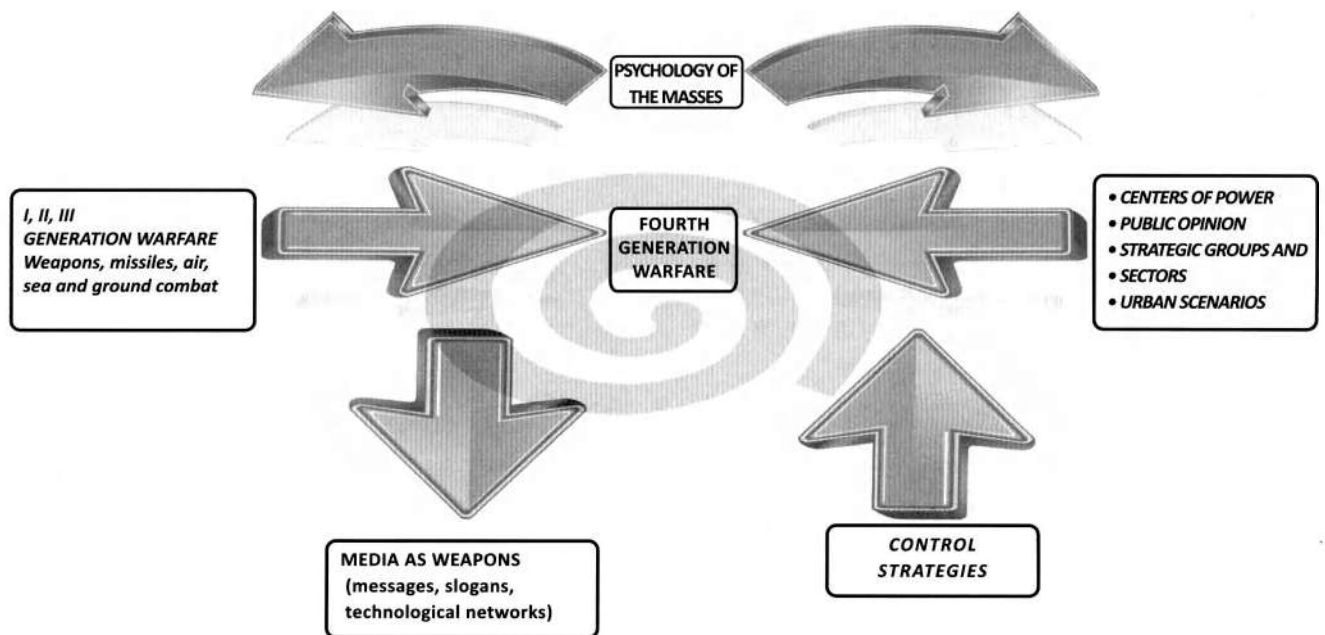 PSYCHOLOGY OF
THE MASSES
I, II, III
GENERATION WARFARE
Weapons, missiles, air,
sea and ground combat
FOURTH
GENERATION
WARFARE
• CENTERS OF POWER
• PUBLIC OPINION
• STRATEGIC GROUPS AND
• SECTORS
• URBAN SCENARIOS
MEDIA AS WEAPONS
(messages, slogans,
technological networks)
CONTROL
STRATEGIES